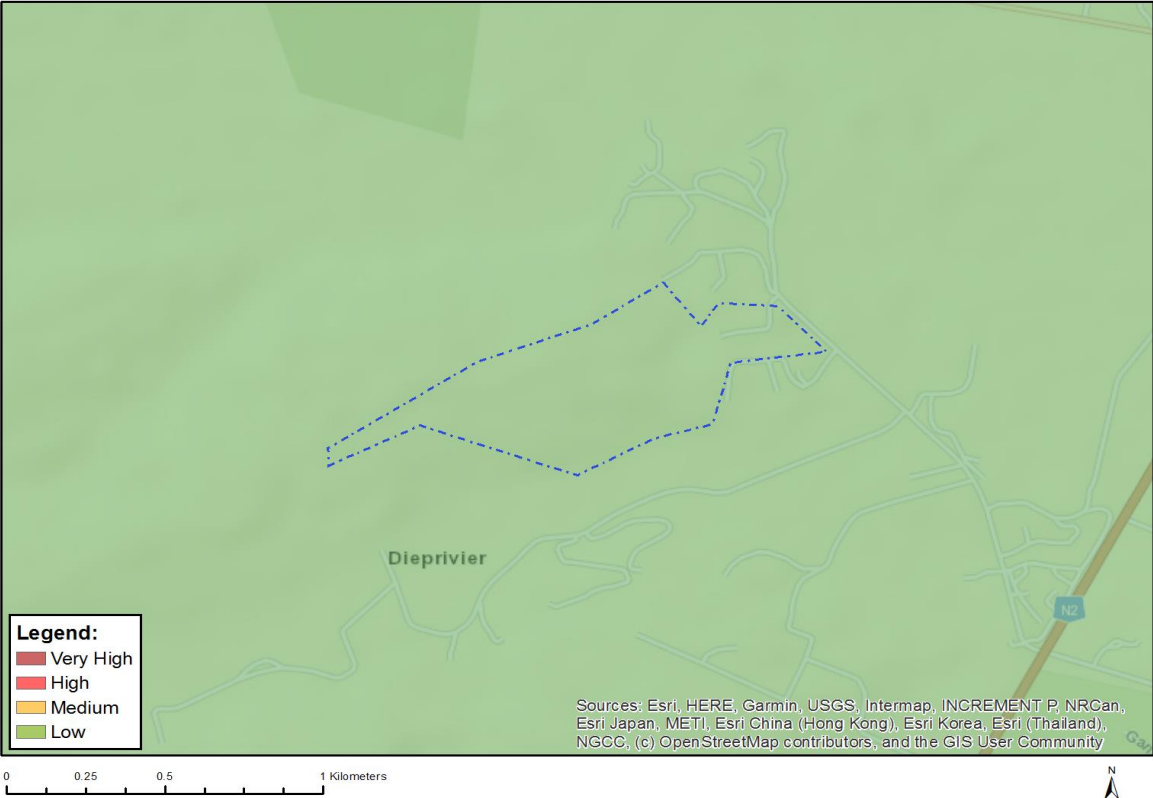 Dieprivier
N2
Legend:
Very High
High
Medium
Low
Sources: Esri, HERE, Garmin, USGS, Intermap, INCREMENT P, NRCan,
Esri Japan, METI, Esri China (Hong Kong), Esri Korea, Esri (Thailand),
NGCC, (c) OpenStreetMap contributors, and the GIS User Community
0 0.25 0.5 1 Kilometers
N